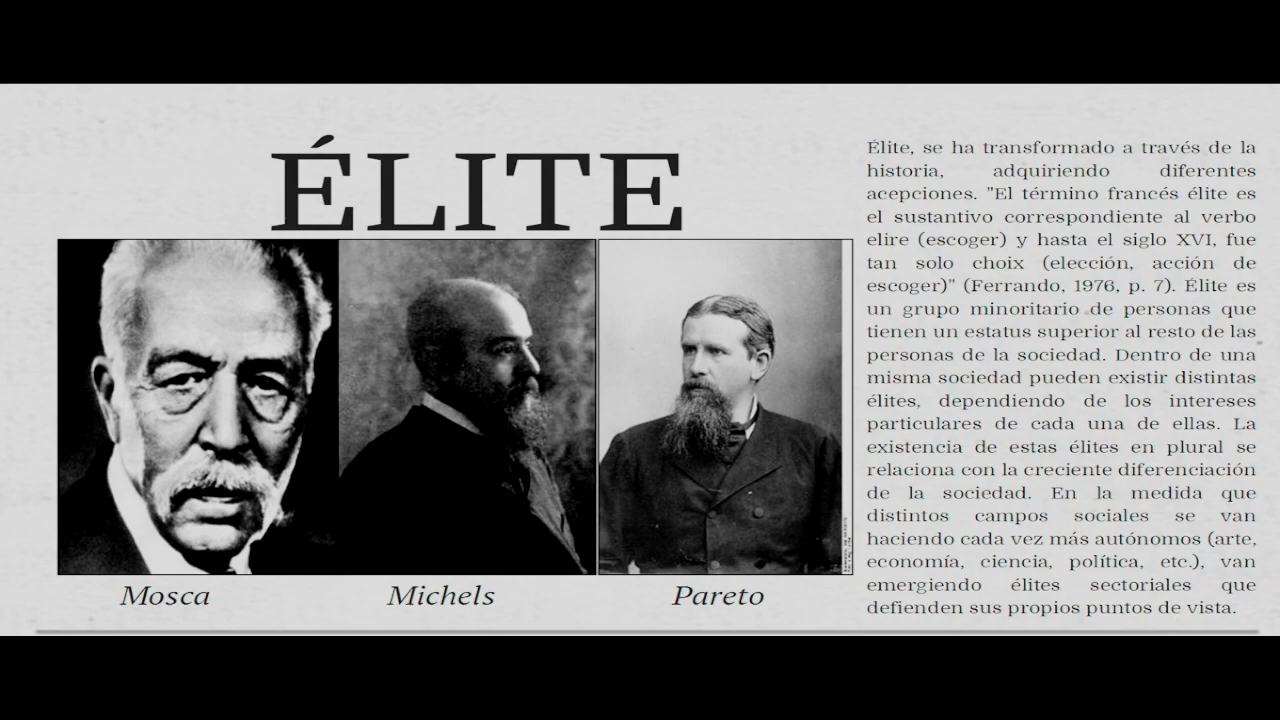 ÉLITE
Mosca
Michels
Pareto
Élite, se ha transformado a través de la
historia, adquiriendo diferentes
acepciones. "El término francés élite es
el sustantivo correspondiente al verbo
elire (escoger) y hasta el siglo XVI, fue
tan solo choix (elección, acción de
escoger)" (Ferrando, 1976, p. 7). Élite es
un grupo minoritario de personas que
tienen un estatus superior al resto de las
personas de la sociedad. Dentro de una
misma sociedad pueden existir distintas
élites, dependiendo de los intereses
particulares de cada una de ellas. La
existencia de estas élites en plural se
relaciona con la creciente diferenciación
de la sociedad. En la medida que
distintos campos sociales se van
haciendo cada vez más autónomos (arte,
economía, ciencia, política, etc.), van
emergiendo élites sectoriales que
defienden sus propios puntos de vista.